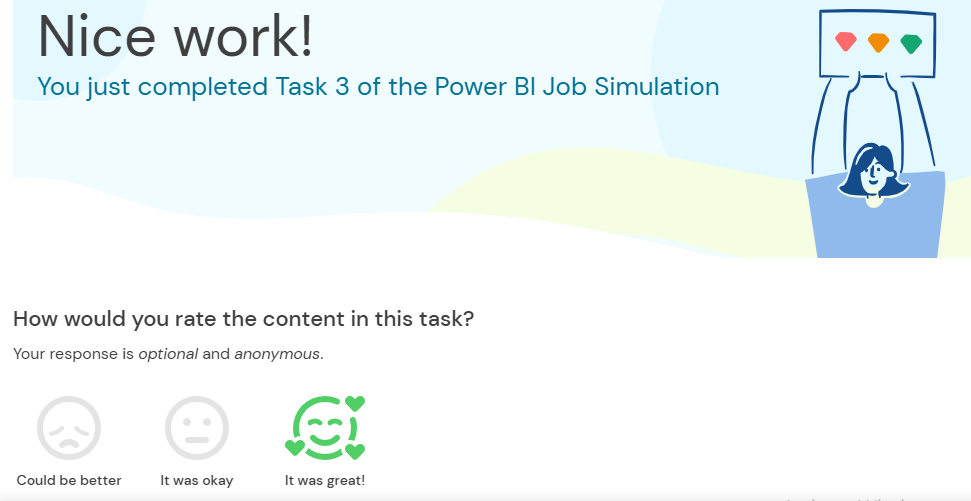 Nice work!
You just completed Task 3 of the Power BI Job Simulation
How would you rate the content in this task?
Your response is optional and anonymous.
Could be better
It was okay
It was great!